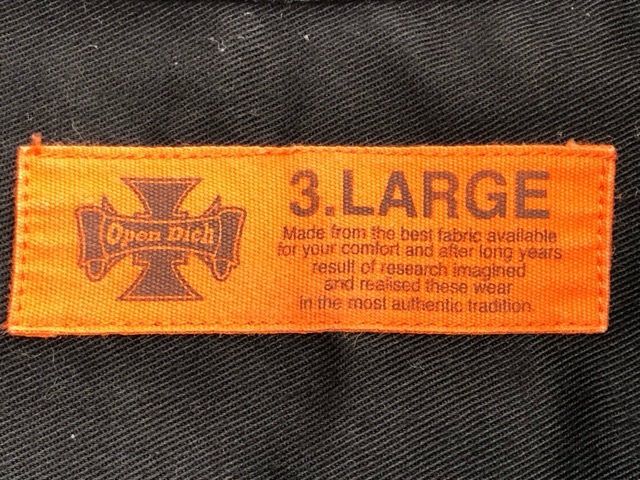 Open Dich
3.LARGE
Made from the best fabric available
for your comfort and after long years
result of research imagined
and realised these wear
in the most authentic tradition.